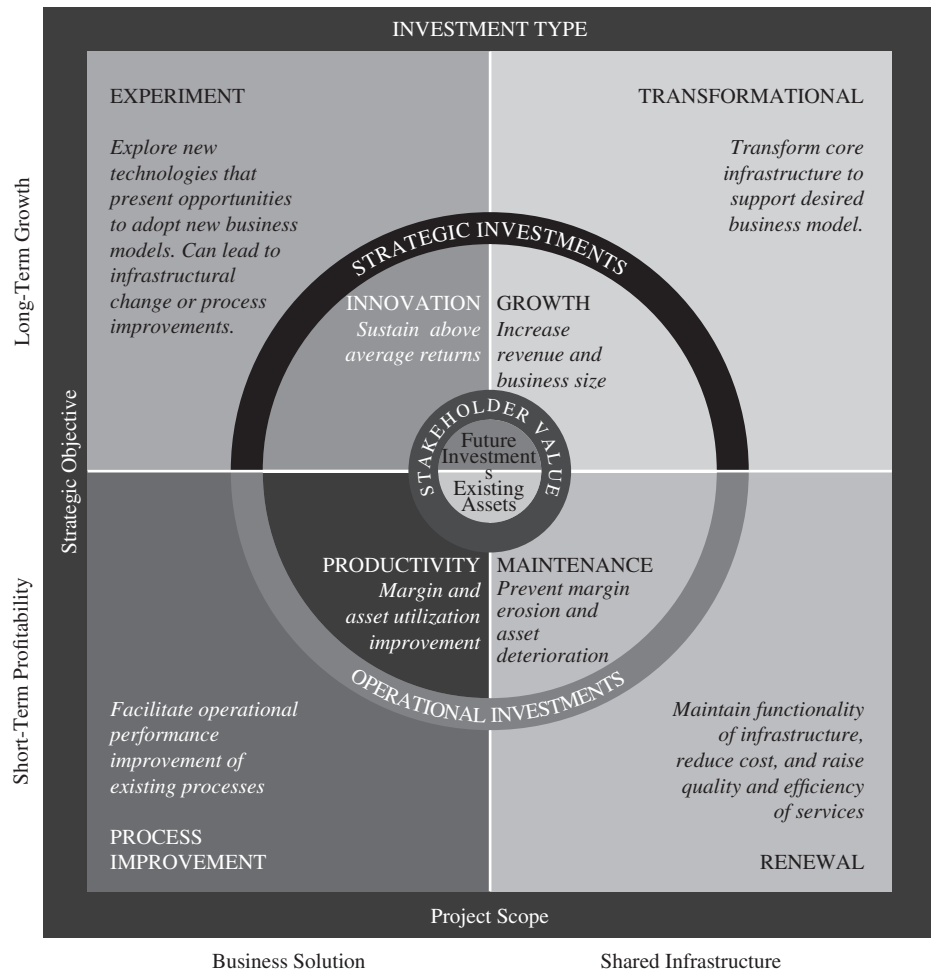 INVESTMENT TYPE
EXPERIMENT
Explore new
technologies that
present opportunities
to adopt new business
models. Can lead to
infrastructural
change or process
improvements.
TRANSFORMATIONAL
Transform core
infrastructure to
support desired
business model.
STRATEGIC INVESTMENTS
INNOVATION
Sustain above
average returns
GROWTH
Increase
revenue and
business size
STAKEHOLDER VALUE
Future
Investment
s
Existing
Assets
PRODUCTIVITY
Margin and
asset utilization
improvement
MAINTENANCE
Prevent margin
erosion and
asset
deterioration
OPERATIONAL INVESTMENTS
Facilitate operational
performance
improvement of
existing processes
PROCESS
IMPROVEMENT
Maintain functionality
of infrastructure,
reduce cost, and raise
quality and efficiency
of services
RENEWAL
Long-Term Growth
Strategic Objective
Short-Term Profitability
Project Scope
Business Solution
Shared Infrastructure